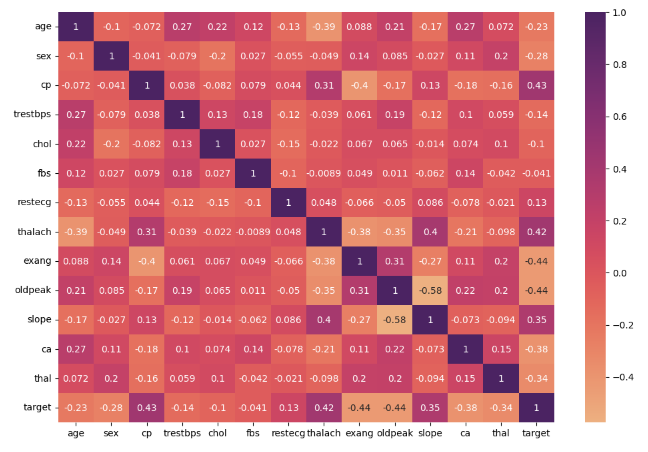 age 1 -0.1 -0.072 0.27 0.22 0.12 -0.13 -0.39 0.088 0.21 -0.17 0.27 0.072 -0.23
sex -0.1 1 -0.041 -0.079 -0.2 0.027 -0.055 -0.049 0.14 0.085 -0.027 0.11 0.2 -0.28
cp -0.072 -0.041 1 0.038 -0.082 0.079 0.044 0.31 -0.4 -0.17 0.13 -0.18 -0.16 0.43
trestbps 0.27 -0.079 0.038 1 0.13 0.18 -0.12 -0.039 0.061 0.19 -0.12 0.1 0.059 -0.14
chol 0.22 -0.2 -0.082 0.13 1 0.027 -0.15 -0.022 0.067 0.065 -0.014 0.074 0.1 -0.1
fbs 0.12 0.027 0.079 0.18 0.027 1 -0.1 -0.0089 0.049 0.011 -0.062 0.14 -0.042 -0.041
restecg -0.13 -0.055 0.044 -0.12 -0.15 -0.1 1 0.048 -0.066 -0.05 0.086 -0.078 -0.021 0.13
thalach -0.39 -0.049 0.31 -0.039 -0.022 -0.0089 0.048 1 -0.38 -0.35 0.4 -0.21 -0.098 0.42
exang 0.088 0.14 -0.4 0.061 0.067 0.049 -0.066 -0.38 1 0.31 -0.27 0.11 0.2 -0.44
oldpeak 0.21 0.085 -0.17 0.19 0.065 0.011 -0.05 -0.35 0.31 1 -0.58 0.22 0.2 -0.44
slope -0.17 -0.027 0.13 -0.12 -0.014 -0.062 0.086 0.4 -0.27 -0.58 1 -0.073 -0.094 0.35
ca 0.27 0.11 -0.18 0.1 0.074 0.14 -0.078 -0.21 0.11 0.22 -0.073 1 0.15 -0.38
thal 0.072 0.2 -0.16 0.059 0.1 -0.042 -0.021 -0.098 0.2 0.2 -0.094 0.15 1 -0.34
target -0.23 -0.28 0.43 -0.14 -0.1 -0.041 0.13 0.42 -0.44 -0.44 0.35 -0.38 -0.34 1
age sex cp trestbps chol fbs restecg thalach exang oldpeak slope ca thal target
1.0
0.8
0.6
0.4
0.2
0.0
-0.2
-0.4